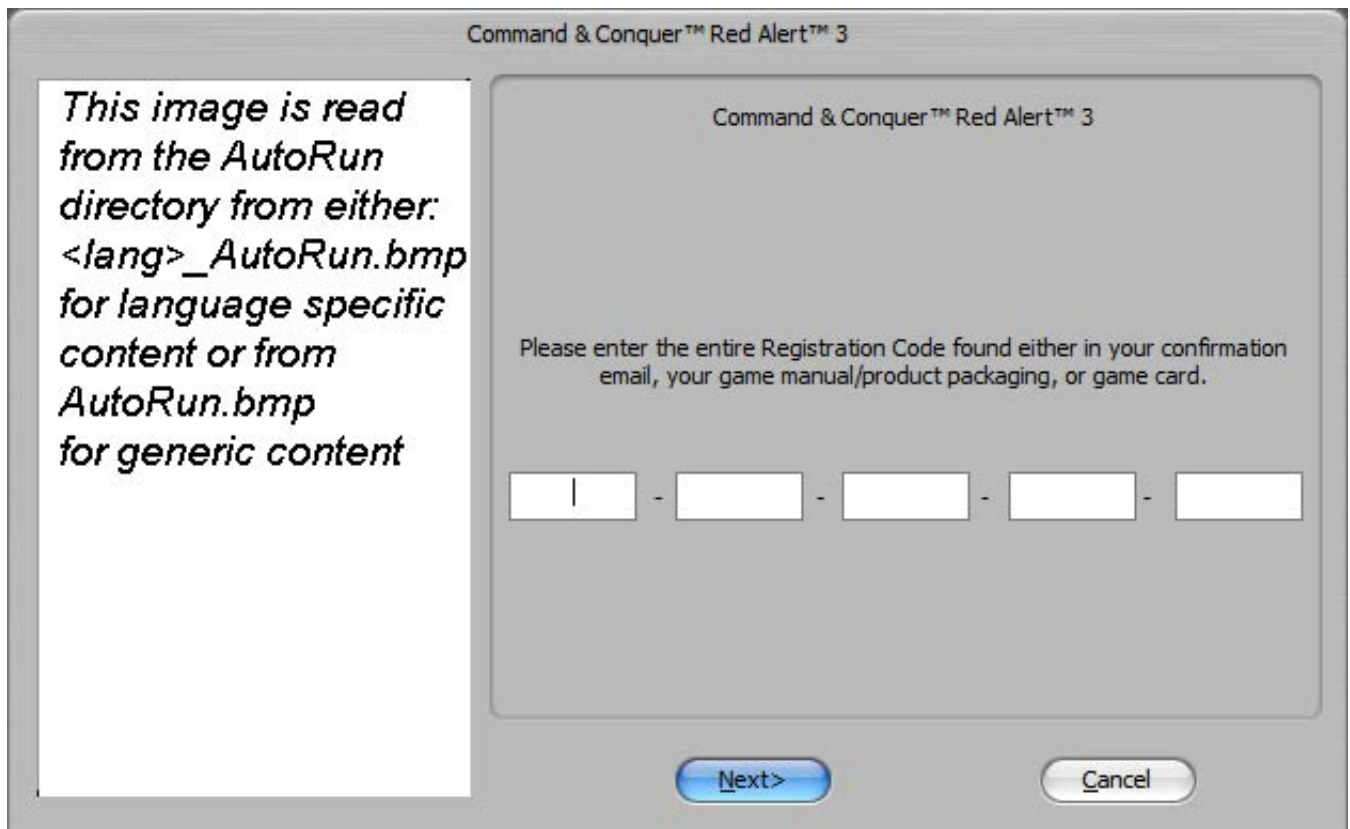 Command & Conquer™ Red Alert™ 3
This image is read
from the AutoRun
directory from either:
<lang>_AutoRun.bmp
for language specific
content or from
AutoRun.bmp
for generic content
Command & Conquer™ Red Alert™ 3
Please enter the entire Registration Code found either in your confirmation
email, your game manual/product packaging, or game card.
- - - -
Next>
Cancel